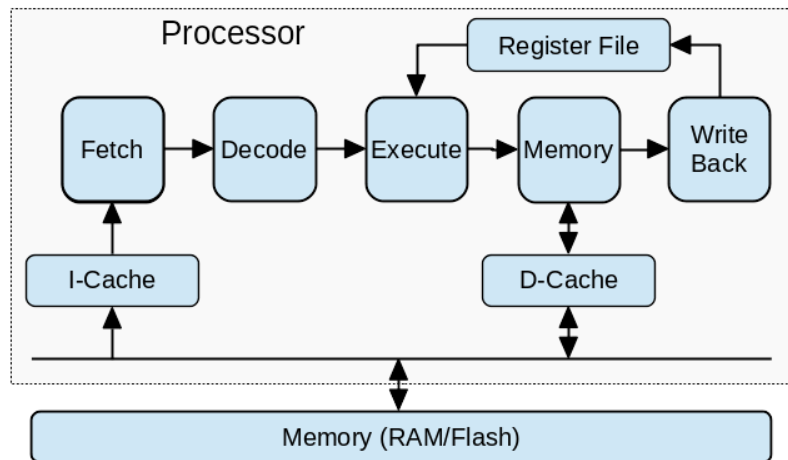 Processor
Register File
Fetch
Decode
Execute
Memory
Write
Back
I-Cache
D-Cache
Memory (RAM/Flash)